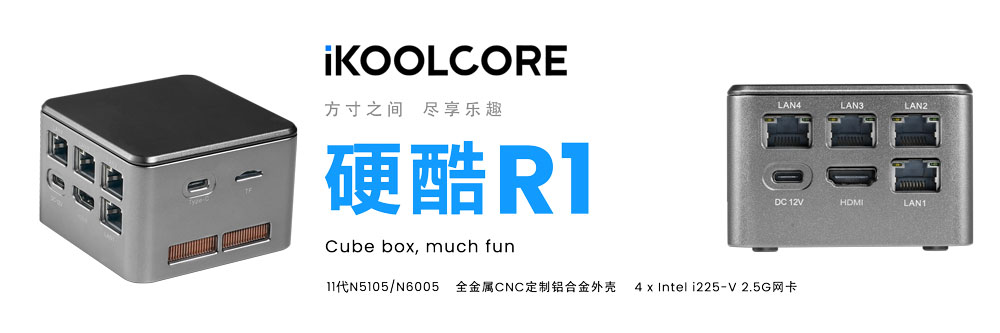 iKOOLCORE
方寸之间 尽享乐趣
硬酷R1
Cube box, much fun
11代N5105/N6005 全金属CNC定制铝合金外壳 4 x Intel i225-V 2.5G网卡
Type-C
TF
LAN4 LAN3 LAN2
DC 12V HDMI LAN1